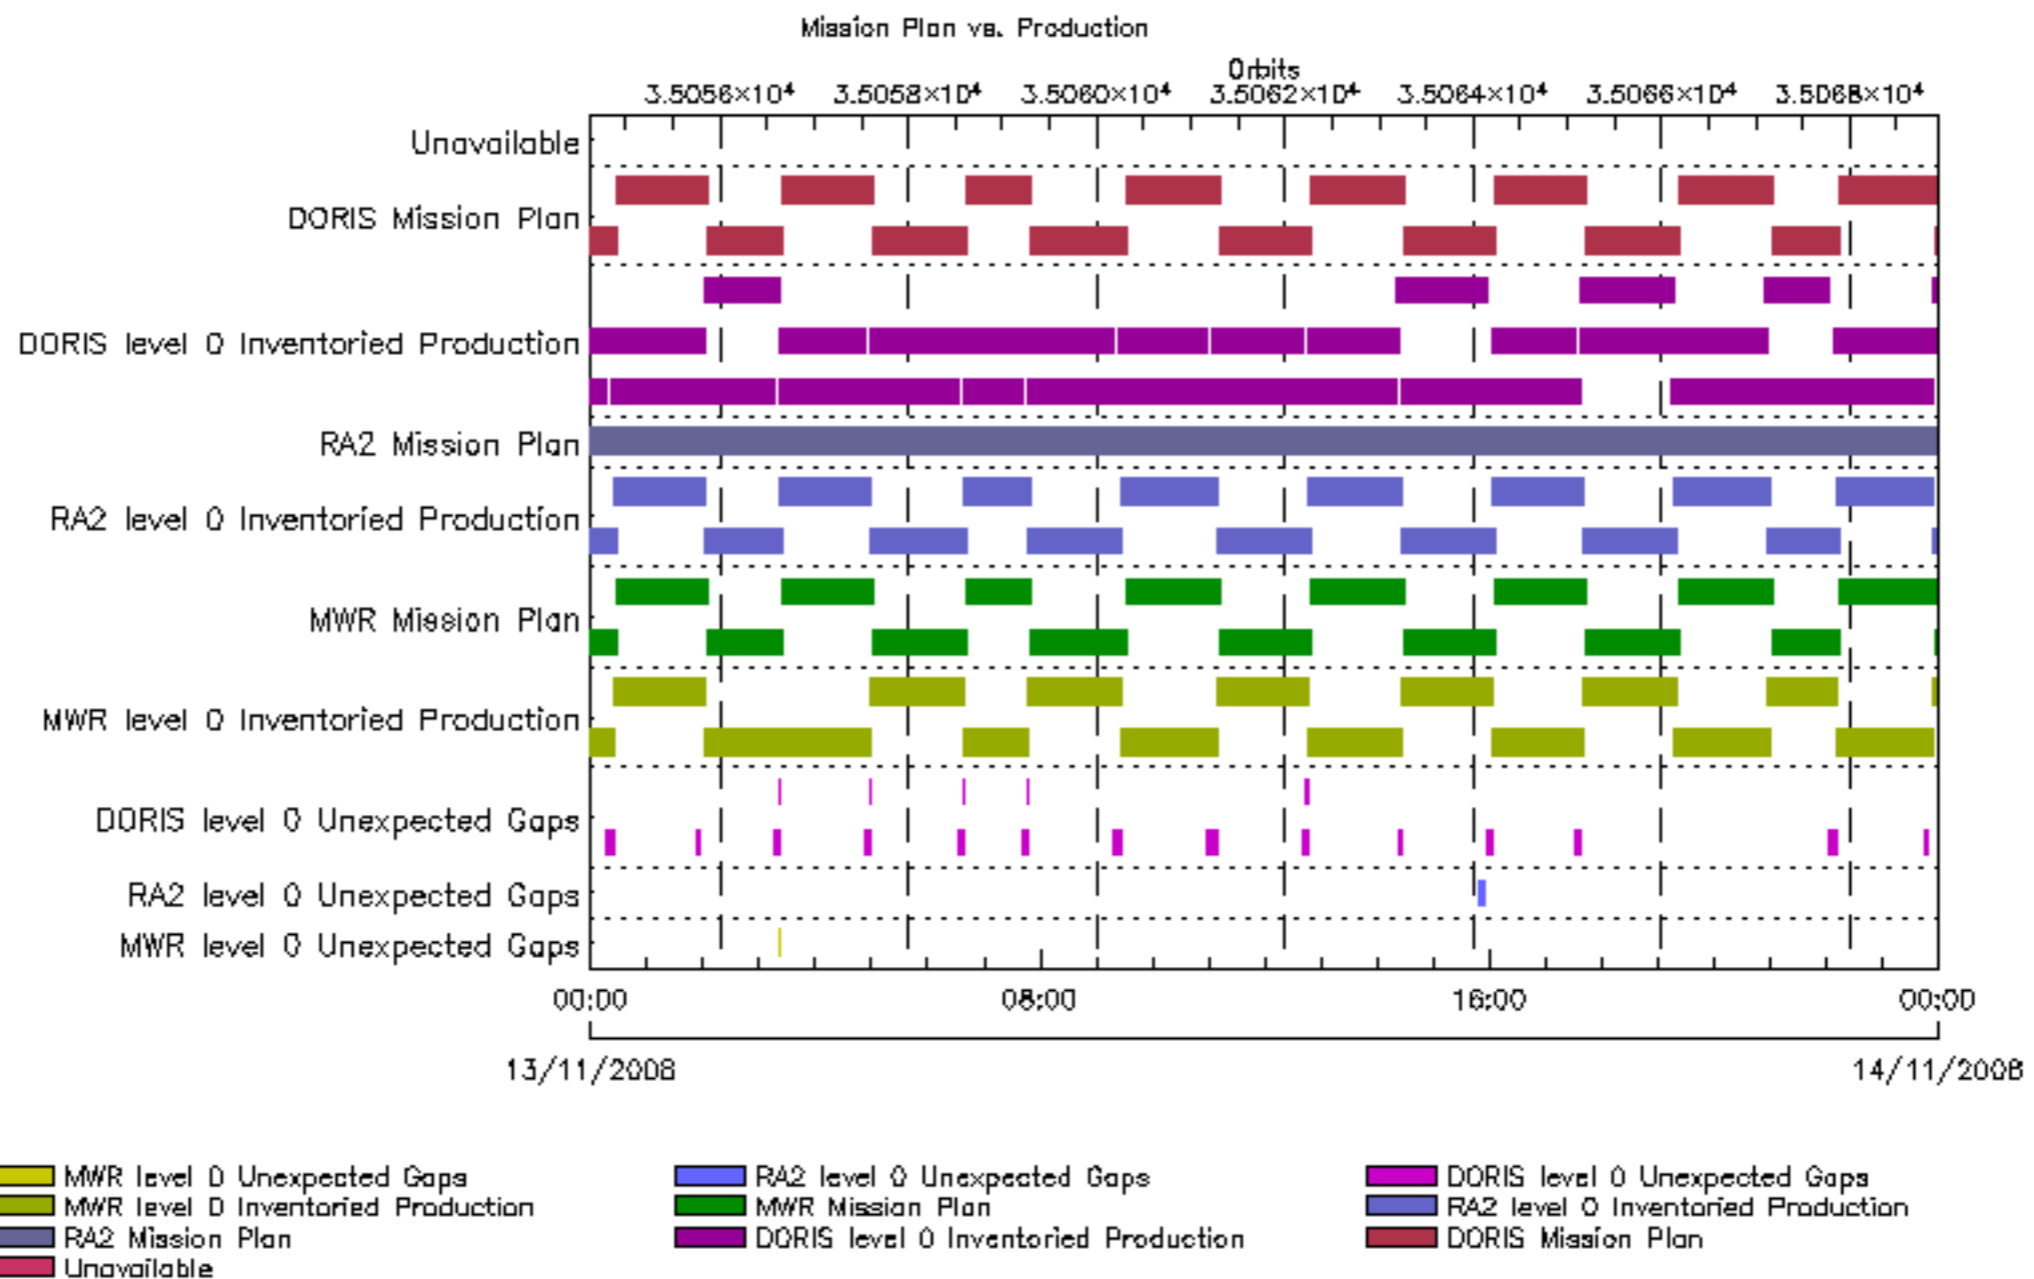 Mission Plan vs. Production
Orbits
3.5056×10⁴ 3.5058×10⁴ 3.5060×10⁴ 3.5062×10⁴ 3.5064×10⁴ 3.5066×10⁴ 3.5068×10⁴
Unavailable
DORIS Mission Plan
DORIS level 0 Inventoried Production
RA2 Mission Plan
RA2 level 0 Inventoried Production
MWR Mission Plan
MWR level 0 Inventoried Production
DORIS level 0 Unexpected Gaps
RA2 level 0 Unexpected Gaps
MWR level 0 Unexpected Gaps
00:00 08:00 16:00 00:00
13/11/2008 14/11/2008
MWR level 0 Unexpected Gaps RA2 level 0 Unexpected Gaps DORIS level 0 Unexpected Gaps
MWR level 0 Inventoried Production MWR Mission Plan RA2 level 0 Inventoried Production
RA2 Mission Plan DORIS level 0 Inventoried Production DORIS Mission Plan
Unavailable